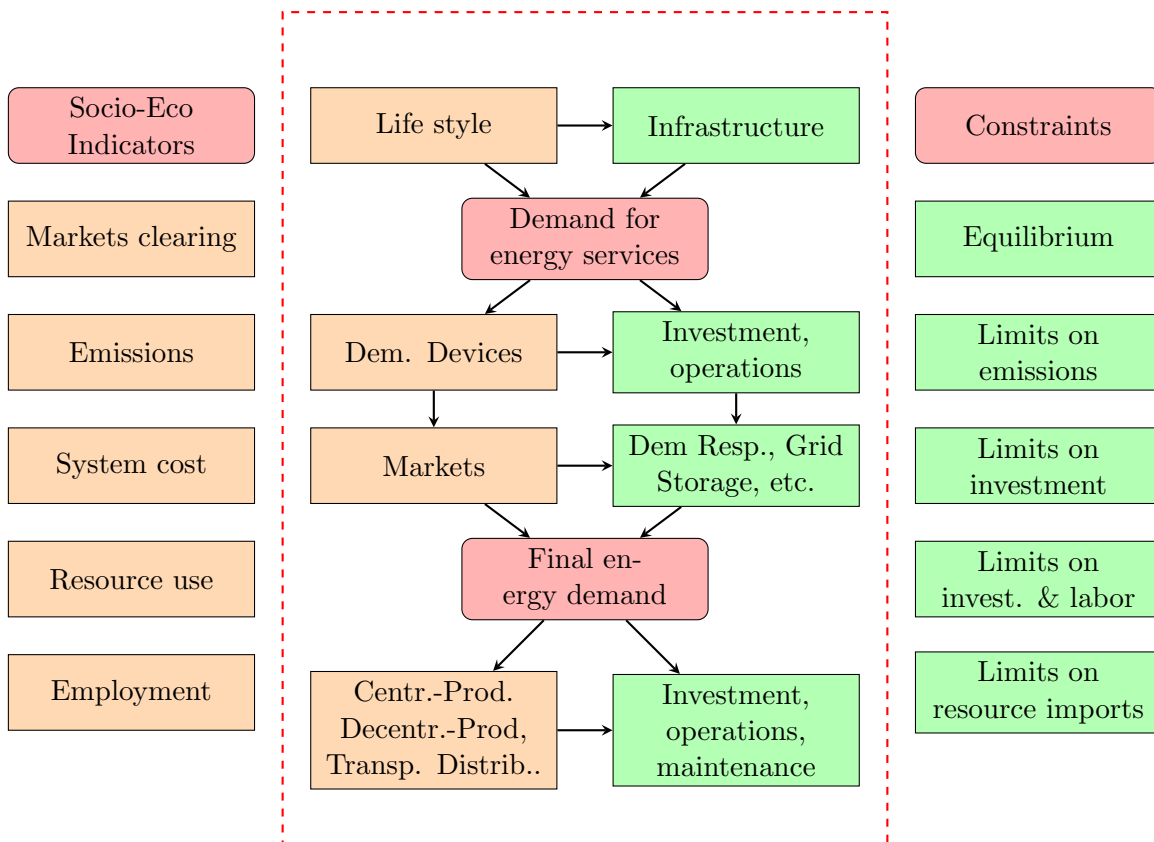 Socio-Eco
Indicators
Life style
Infrastructure
Constraints
Markets clearing
Demand for
energy services
Equilibrium
Emissions
Dem. Devices
Investment,
operations
Limits on
emissions
System cost
Markets
Dem Resp., Grid
Storage, etc.
Limits on
investment
Resource use
Final en-
ergy demand
Limits on
invest. & labor
Employment
Centr.-Prod.
Decentr.-Prod,
Transp. Distrib..
Investment,
operations,
maintenance
Limits on
resource imports